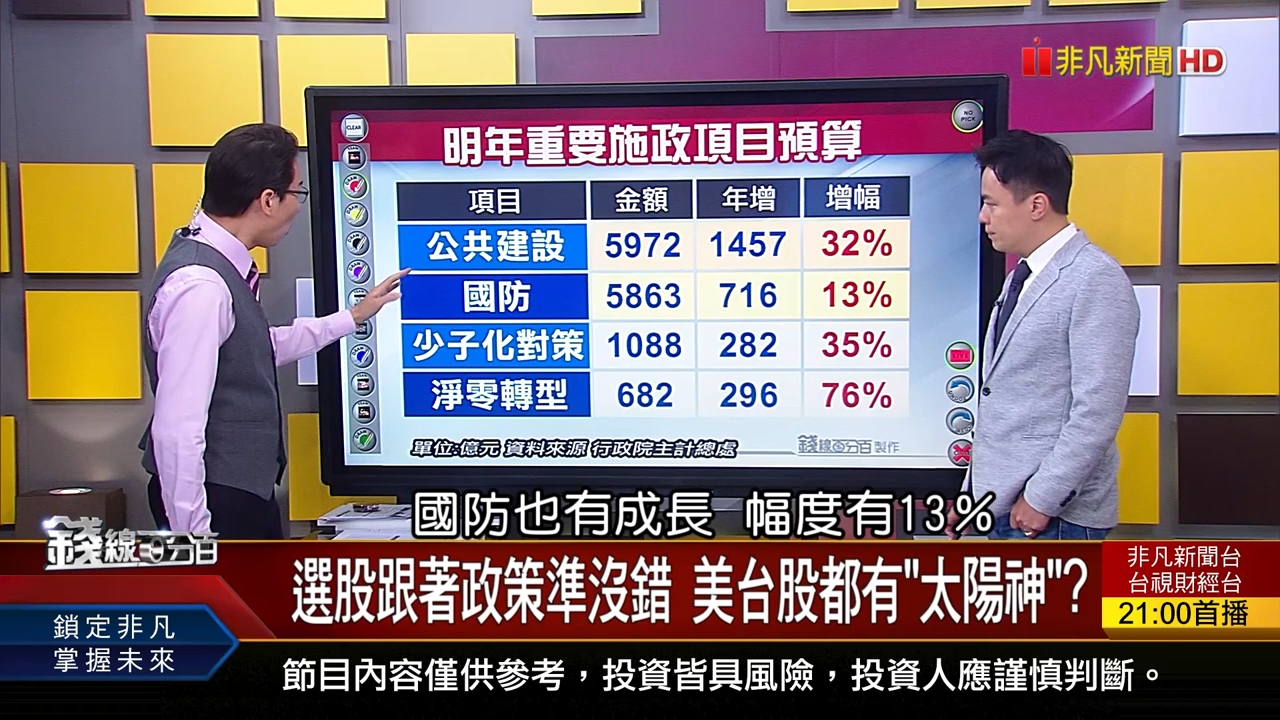 非凡新聞HD
CLEAR
NO PICK
明年重要施政項目預算
項目 金額 年增 增幅
公共建設 5972 1457 32%
國防 5863 716 13%
少子化對策 1088 282 35%
淨零轉型 682 296 76%
單位:億元 資料來源 行政院主計總處
錢線百分百 製作
國防也有成長 幅度有13%
錢線百分百
選股跟著政策準沒錯 美台股都有"太陽神"?
非凡新聞台
台視財經台
21:00首播
鎖定非凡
掌握未來
節目內容僅供參考，投資皆具風險，投資人應謹慎判斷。